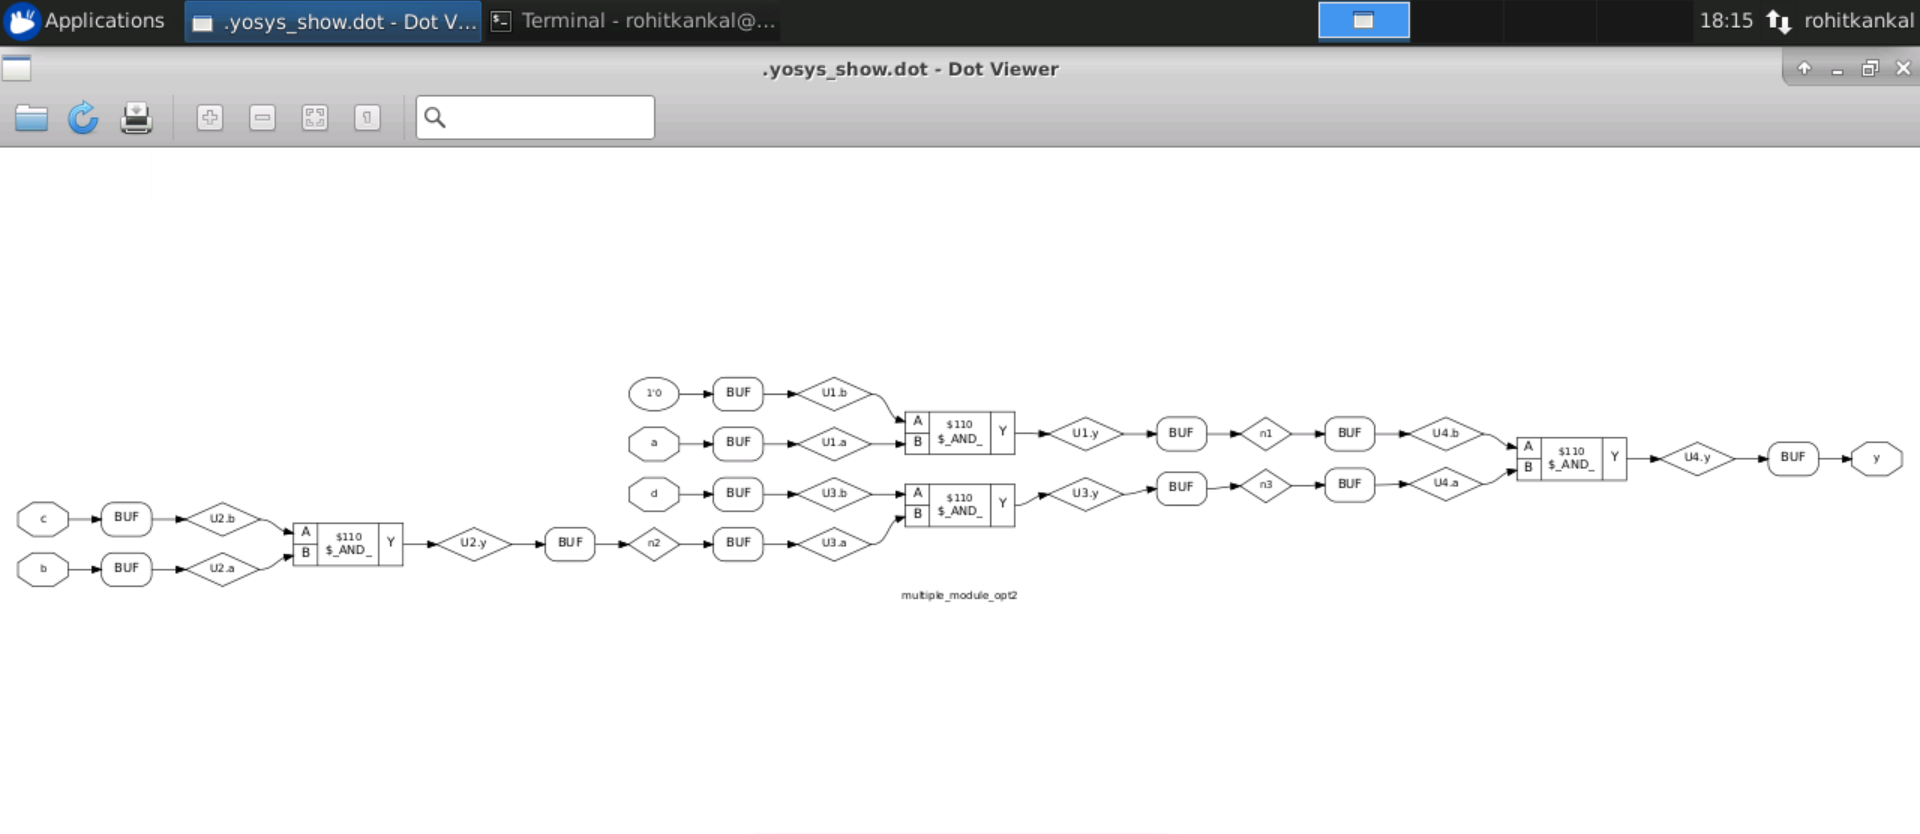 Applications .yosys_show.dot - Dot V... Terminal - rohitkankal@... 18:15 rohitkankal
.yosys_show.dot - Dot Viewer
1'0 BUF U1.b
a BUF U1.a
A B $110 $_AND_ Y
U1.y BUF n1 BUF U4.b
d BUF U3.b
A B $110 $_AND_ Y
U3.y BUF n3 BUF U4.a
A B $110 $_AND_ Y
U4.y BUF y
c BUF U2.b
b BUF U2.a
A B $110 $_AND_ Y
U2.y BUF n2 BUF U3.a
multiple_module_opt2